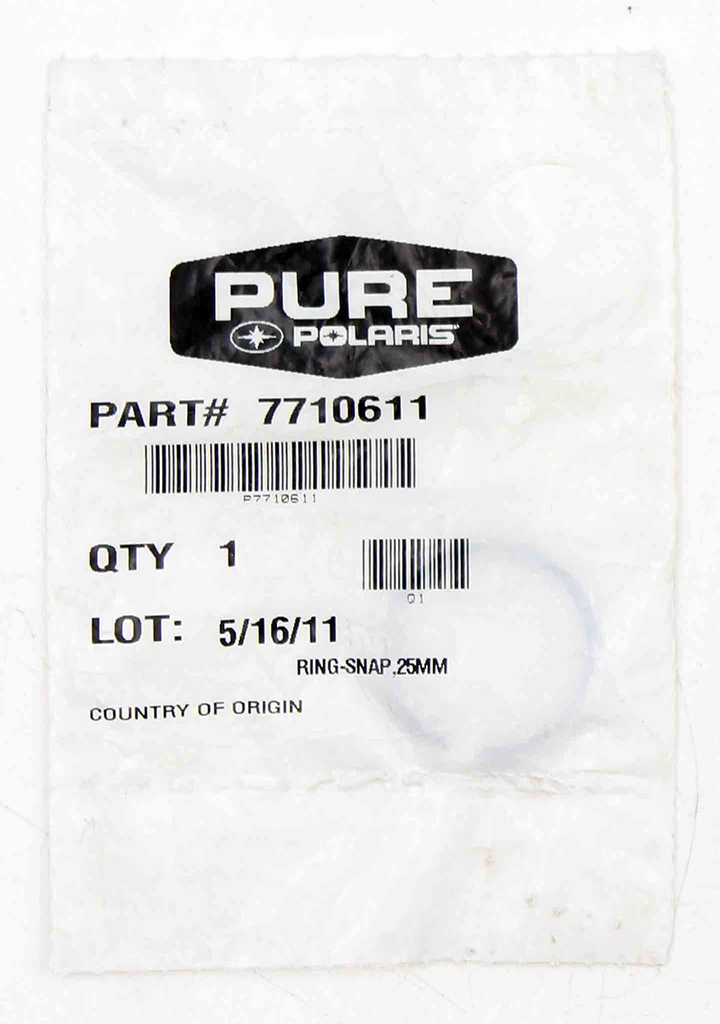 PURE
POLARIS
PART# 7710611
P7710611
QTY 1
Q1
LOT: 5/16/11
RING-SNAP,25MM
COUNTRY OF ORIGIN